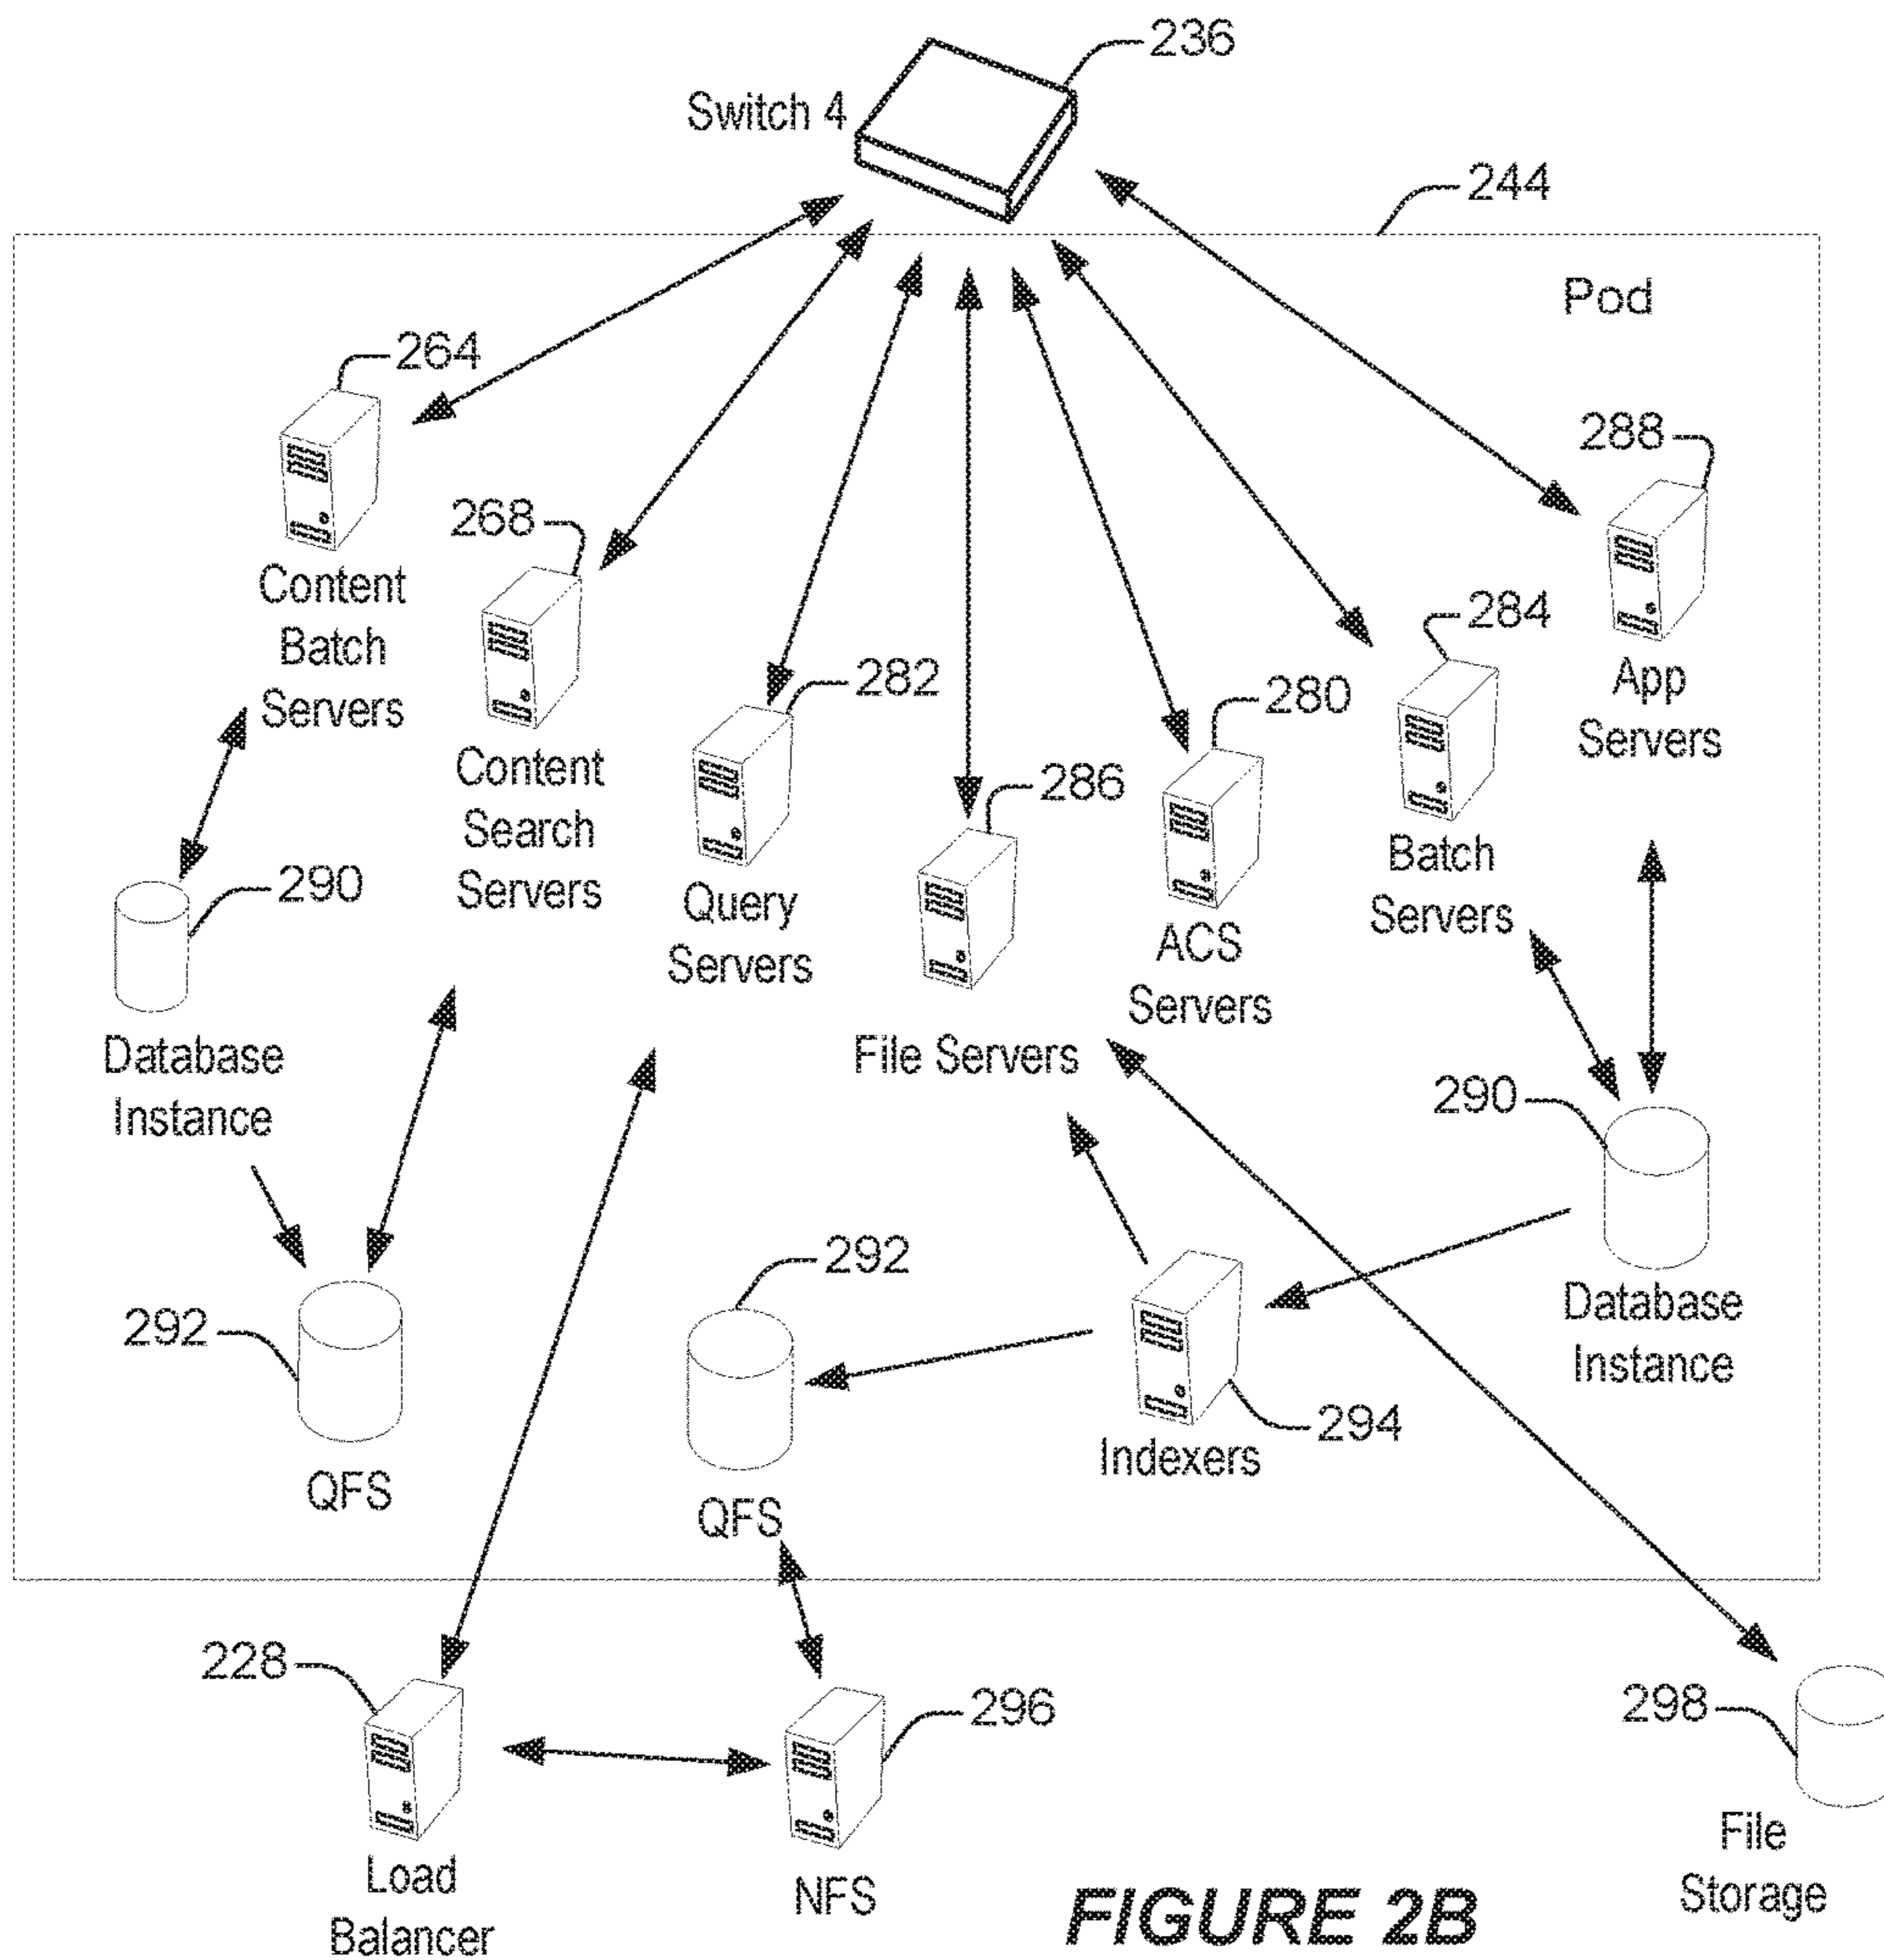 236
Switch 4
244
Pod
264
Content
Batch
Servers
288
App
Servers
268
Content
Search
Servers
284
Batch
Servers
282
Query
Servers
280
ACS
Servers
286
File Servers
290
Database
Instance
290
Database
Instance
292
QFS
292
QFS
294
Indexers
228
Load
Balancer
296
NFS
298
File
Storage
FIGURE 2B